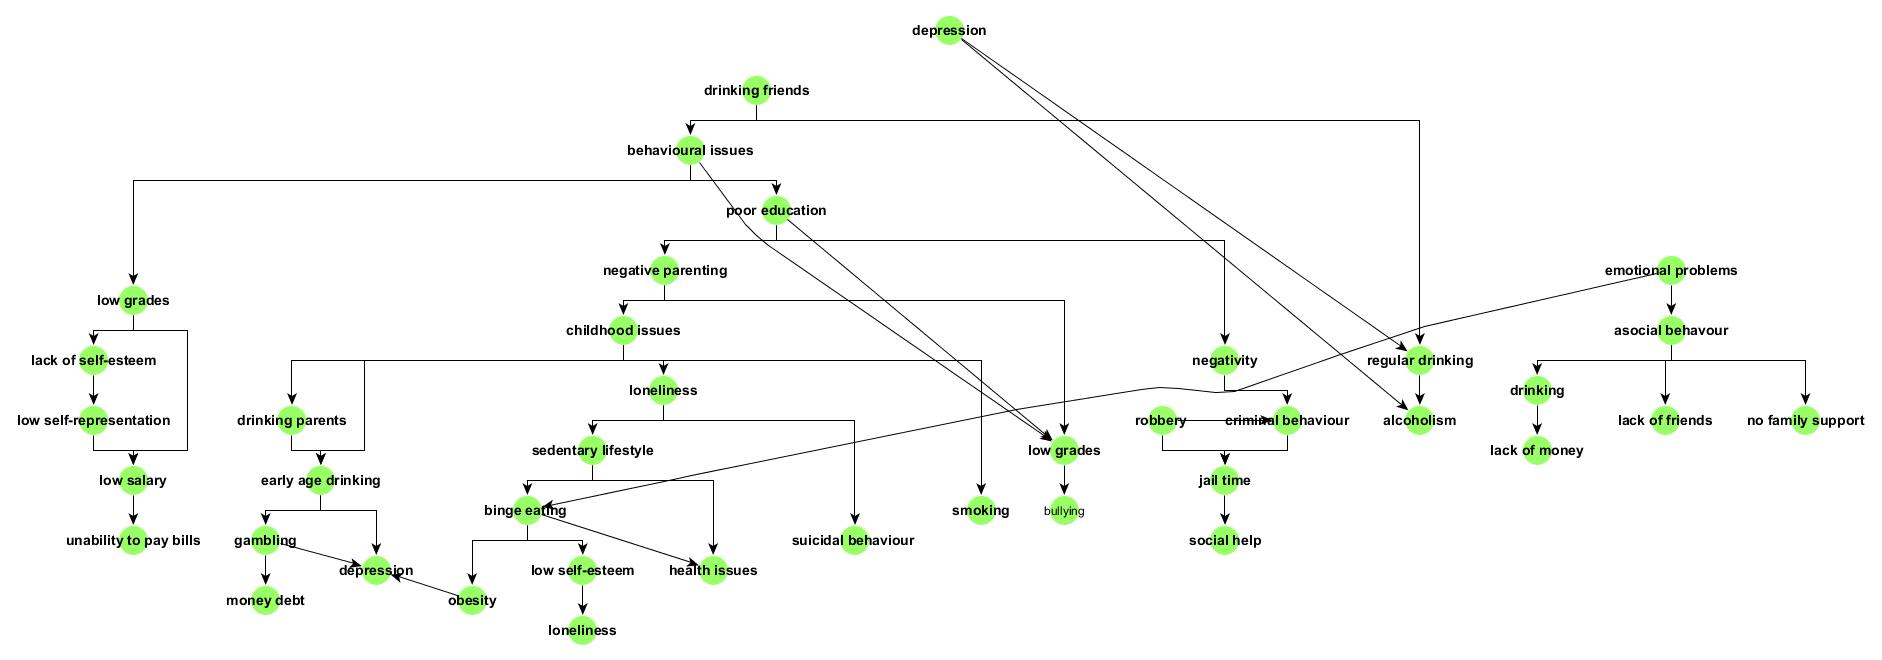 depression
drinking friends
behavioural issues
poor education
negative parenting
emotional problems
low grades
childhood issues
asocial behavour
lack of self-esteem
negativity
regular drinking
loneliness
drinking
low self-representation
drinking parents
robbery
criminal behaviour
alcoholism
lack of friends
no family support
sedentary lifestyle
low grades
lack of money
low salary
early age drinking
jail time
binge eating
smoking
bullying
unability to pay bills
gambling
suicidal behaviour
social help
depression
low self-esteem
health issues
money debt
obesity
loneliness